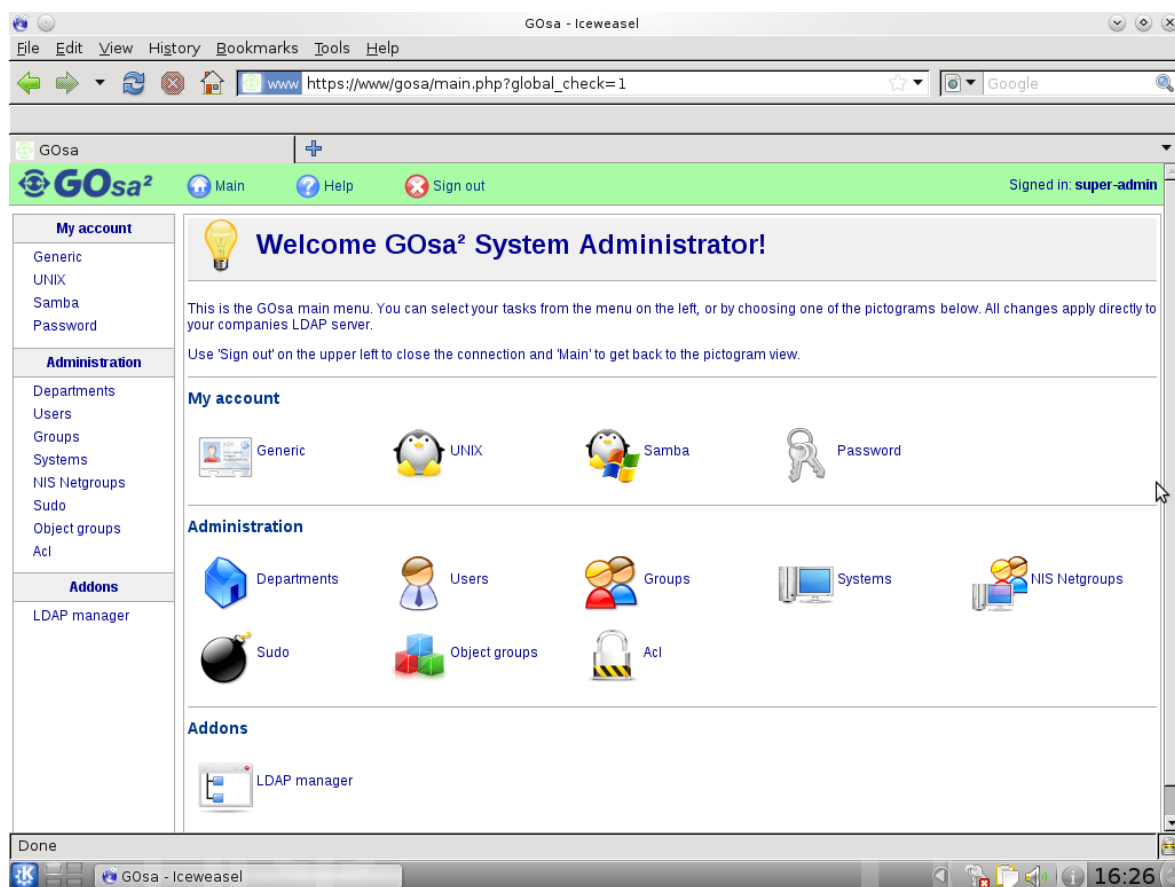 GOsa - Iceweasel
File Edit View History Bookmarks Tools Help
www https://www/gosa/main.php?global_check=1 Google
GOsa
GOsa² Main Help Sign out Signed in: super-admin
My account
Generic
UNIX
Samba
Password
Administration
Departments
Users
Groups
Systems
NIS Netgroups
Sudo
Object groups
Acl
Addons
LDAP manager
Welcome GOsa² System Administrator!
This is the GOsa main menu. You can select your tasks from the menu on the left, or by choosing one of the pictograms below. All changes apply directly to
your companies LDAP server.
Use 'Sign out' on the upper left to close the connection and 'Main' to get back to the pictogram view.
My account
Generic UNIX Samba Password
Administration
Departments Users Groups Systems NIS Netgroups
Sudo Object groups Acl
Addons
LDAP manager
Done
GOsa - Iceweasel 16:26